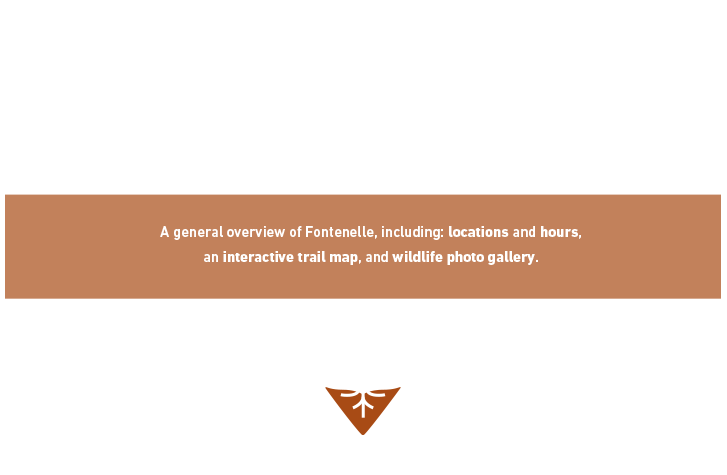 A general overview of Fontenelle, including: locations and hours,
an interactive trail map, and wildlife photo gallery.